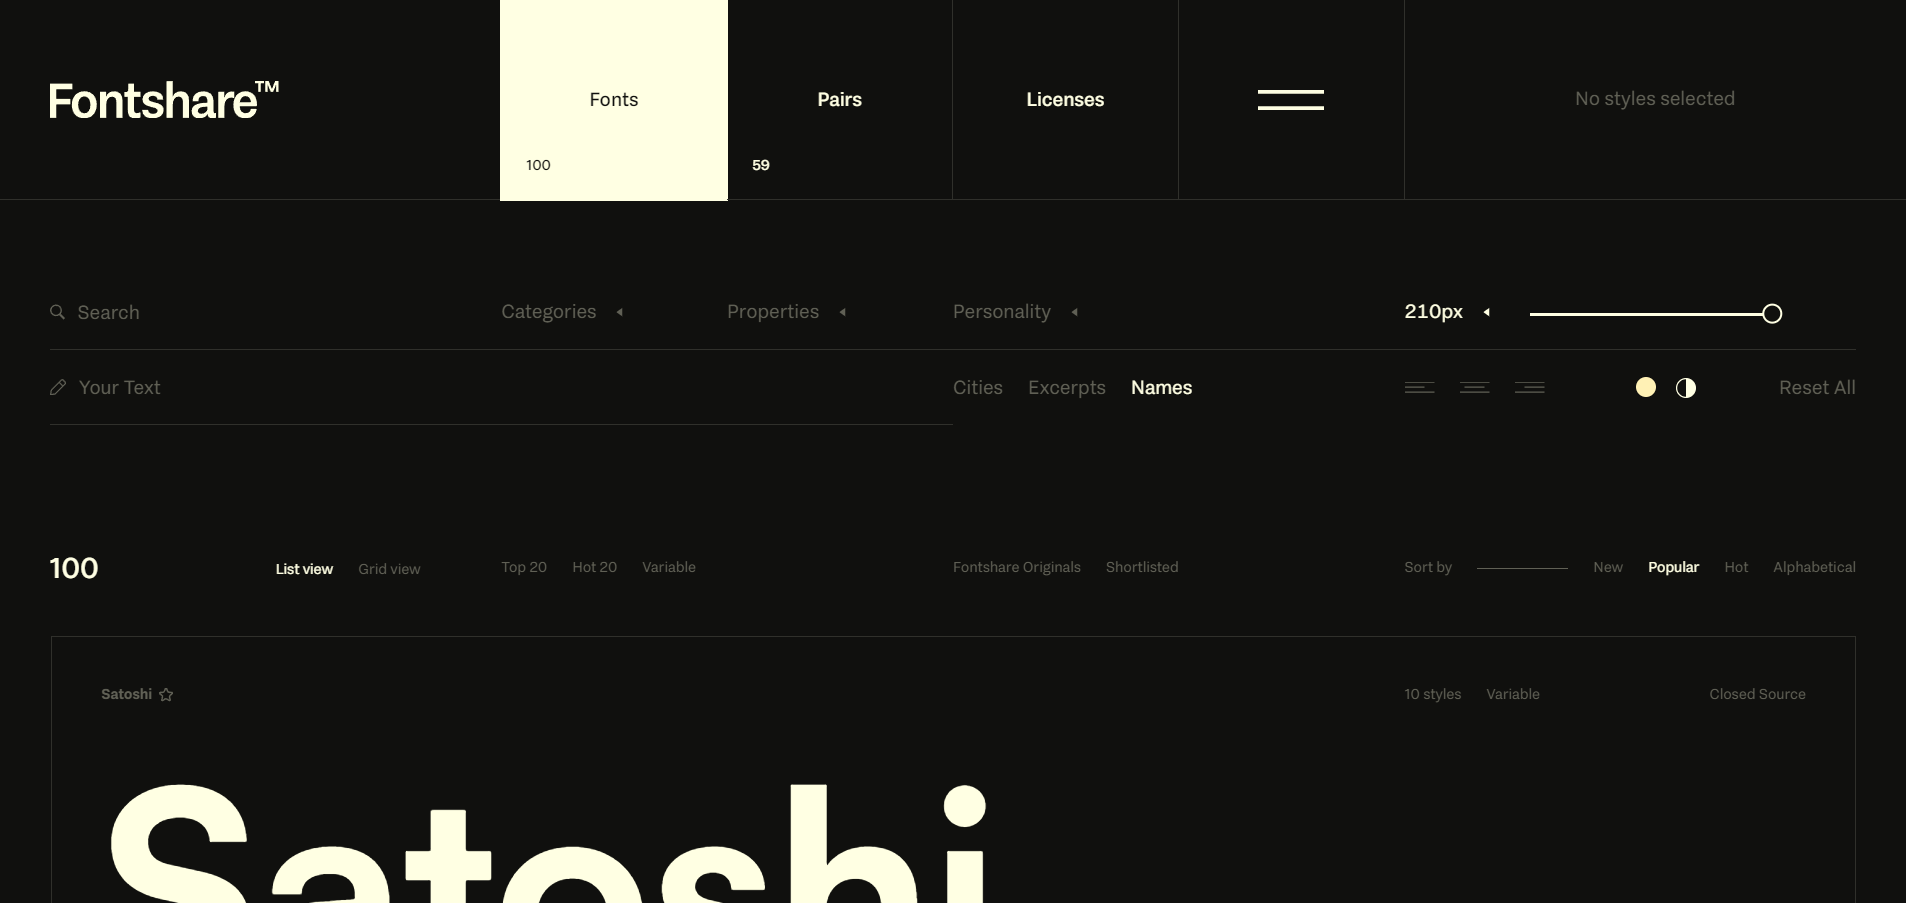 Fontshare™
Fonts
100
Pairs
59
Licenses
No styles selected
Search
Categories
Properties
Personality
210px
Your Text
Cities Excerpts Names
Reset All
100
List view Grid view
Top 20 Hot 20 Variable
Fontshare Originals Shortlisted
Sort by New Popular Hot Alphabetical
Satoshi
10 styles Variable
Closed Source
Satoshi